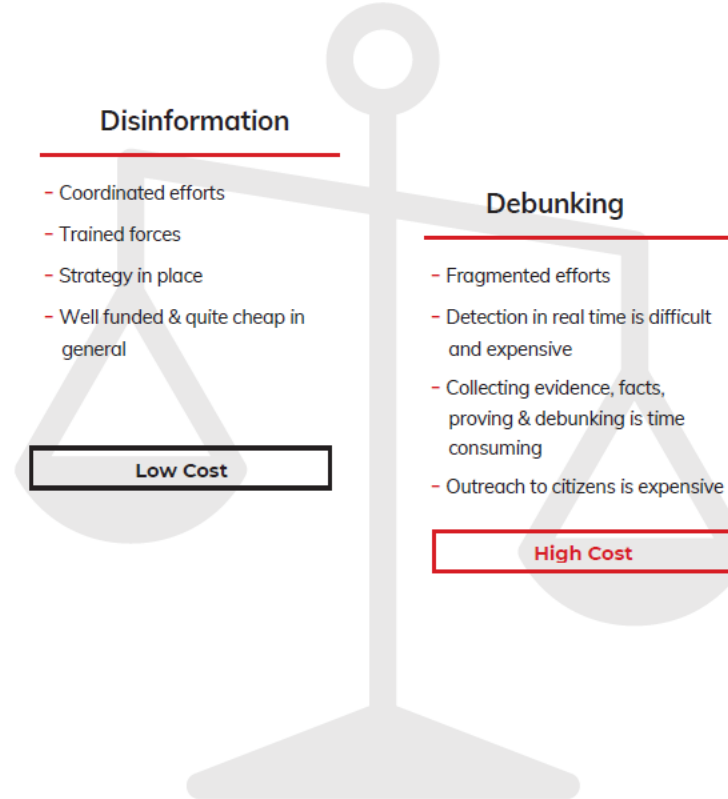 Disinformation
- Coordinated efforts
- Trained forces
- Strategy in place
- Well funded & quite cheap in
general
Low Cost
Debunking
- Fragmented efforts
- Detection in real time is difficult
and expensive
- Collecting evidence, facts,
proving & debunking is time
consuming
- Outreach to citizens is expensive
High Cost